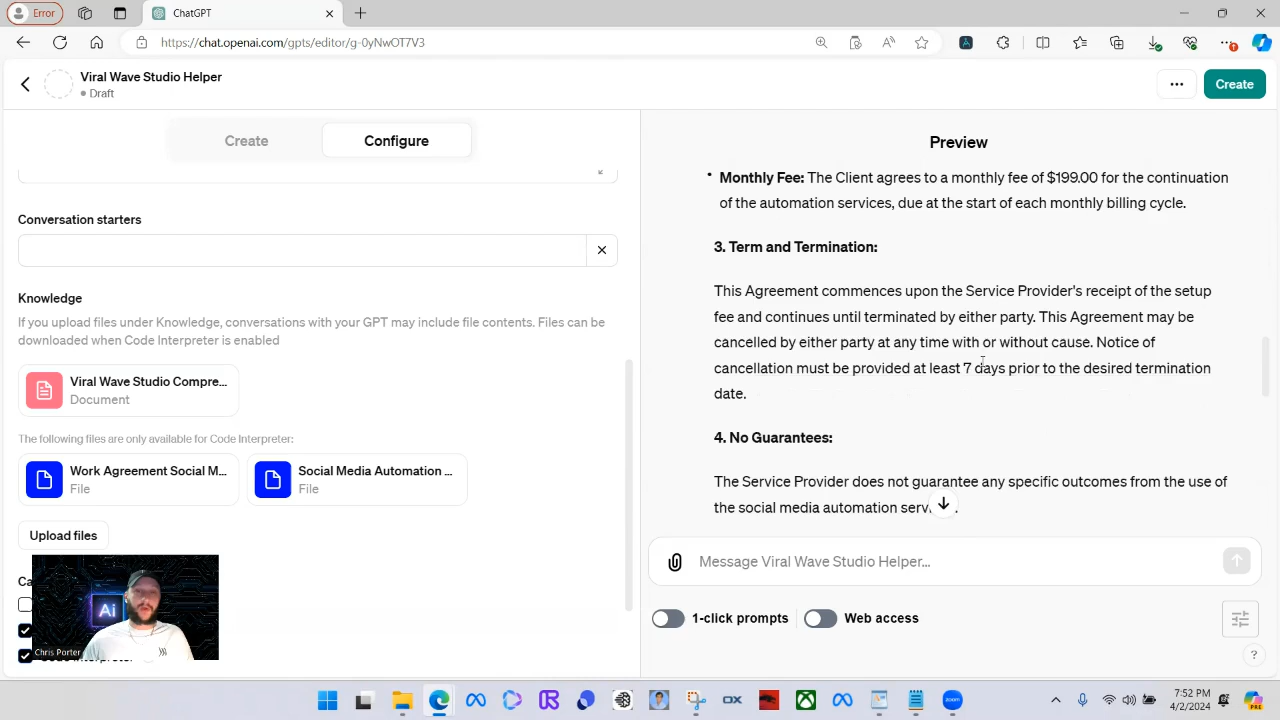 Error
ChatGPT
https://chat.openai.com/gpts/editor/g-0yNwOT7V3
Viral Wave Studio Helper
Draft
Create
Create
Configure
Conversation starters
Knowledge
If you upload files under Knowledge, conversations with your GPT may include file contents. Files can be
downloaded when Code Interpreter is enabled
Viral Wave Studio Compre...
Document
The following files are only available for Code Interpreter:
Work Agreement Social M...
File
Social Media Automation ...
File
Upload files
Ai
Chris Porter
Preview
Monthly Fee: The Client agrees to a monthly fee of $199.00 for the continuation
of the automation services, due at the start of each monthly billing cycle.
3. Term and Termination:
This Agreement commences upon the Service Provider's receipt of the setup
fee and continues until terminated by either party. This Agreement may be
cancelled by either party at any time with or without cause. Notice of
cancellation must be provided at least 7 days prior to the desired termination
date.
4. No Guarantees:
The Service Provider does not guarantee any specific outcomes from the use of
the social media automation
Message Viral Wave Studio Helper...
1-click prompts
Web access
?
DX
zoom
7:52 PM
4/2/2024